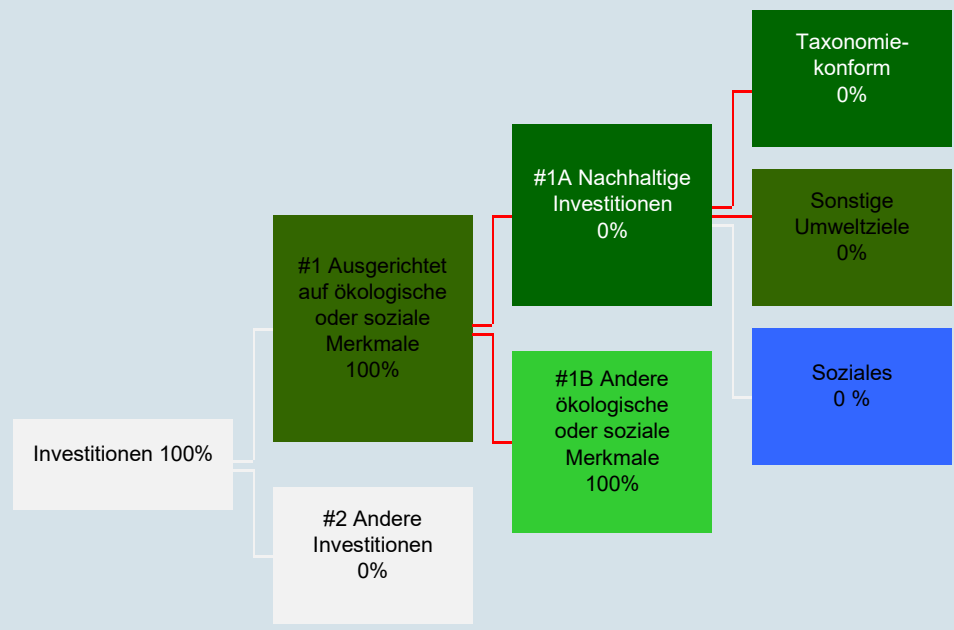 Investitionen 100%
#1 Ausgerichtet
auf ökologische
oder soziale
Merkmale
100%
#2 Andere
Investitionen
0%
#1A Nachhaltige
Investitionen
0%
#1B Andere
ökologische
oder soziale
Merkmale
100%
Taxonomie-
konform
0%
Sonstige
Umweltziele
0%
Soziales
0 %